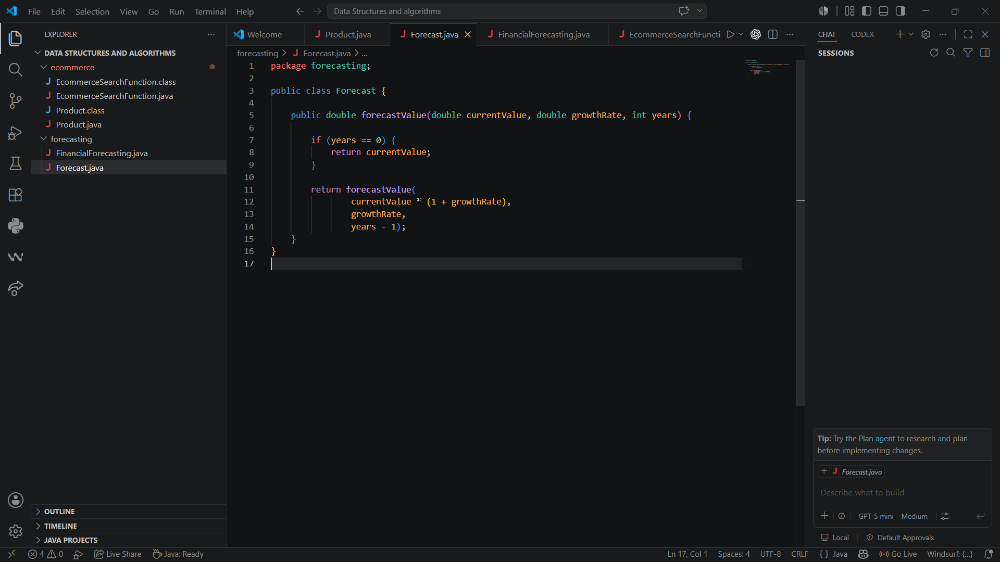 File Edit Selection View Go Run Terminal Help
Data Structures and algorithms
EXPLORER
DATA STRUCTURES AND ALGORITHMS
ecommerce
EcommerceSearchFunction.class
EcommerceSearchFunction.java
Product.class
Product.java
forecasting
FinancialForecasting.java
Forecast.java
OUTLINE
TIMELINE
JAVA PROJECTS
Welcome Product.java Forecast.java FinancialForecasting.java EcommerceSearchFuncti
forecasting > Forecast.java > ...
1 package forecasting;
2
3 public class Forecast {
4
5 public double forecastValue(double currentValue, double growthRate, int years) {
6
7 if (years == 0) {
8 return currentValue;
9 }
10
11 return forecastValue(
12 currentValue * (1 + growthRate),
13 growthRate,
14 years - 1);
15 }
16 }
17
CHAT CODEX
SESSIONS
Tip: Try the Plan agent to research and plan
before implementing changes.
Forecast.java
Describe what to build
GPT-5 mini Medium
Local Default Approvals
4 0 Live Share Java: Ready
Ln 17, Col 1 Spaces: 4 UTF-8 CRLF { } Java Go Live Windsurf: {...}